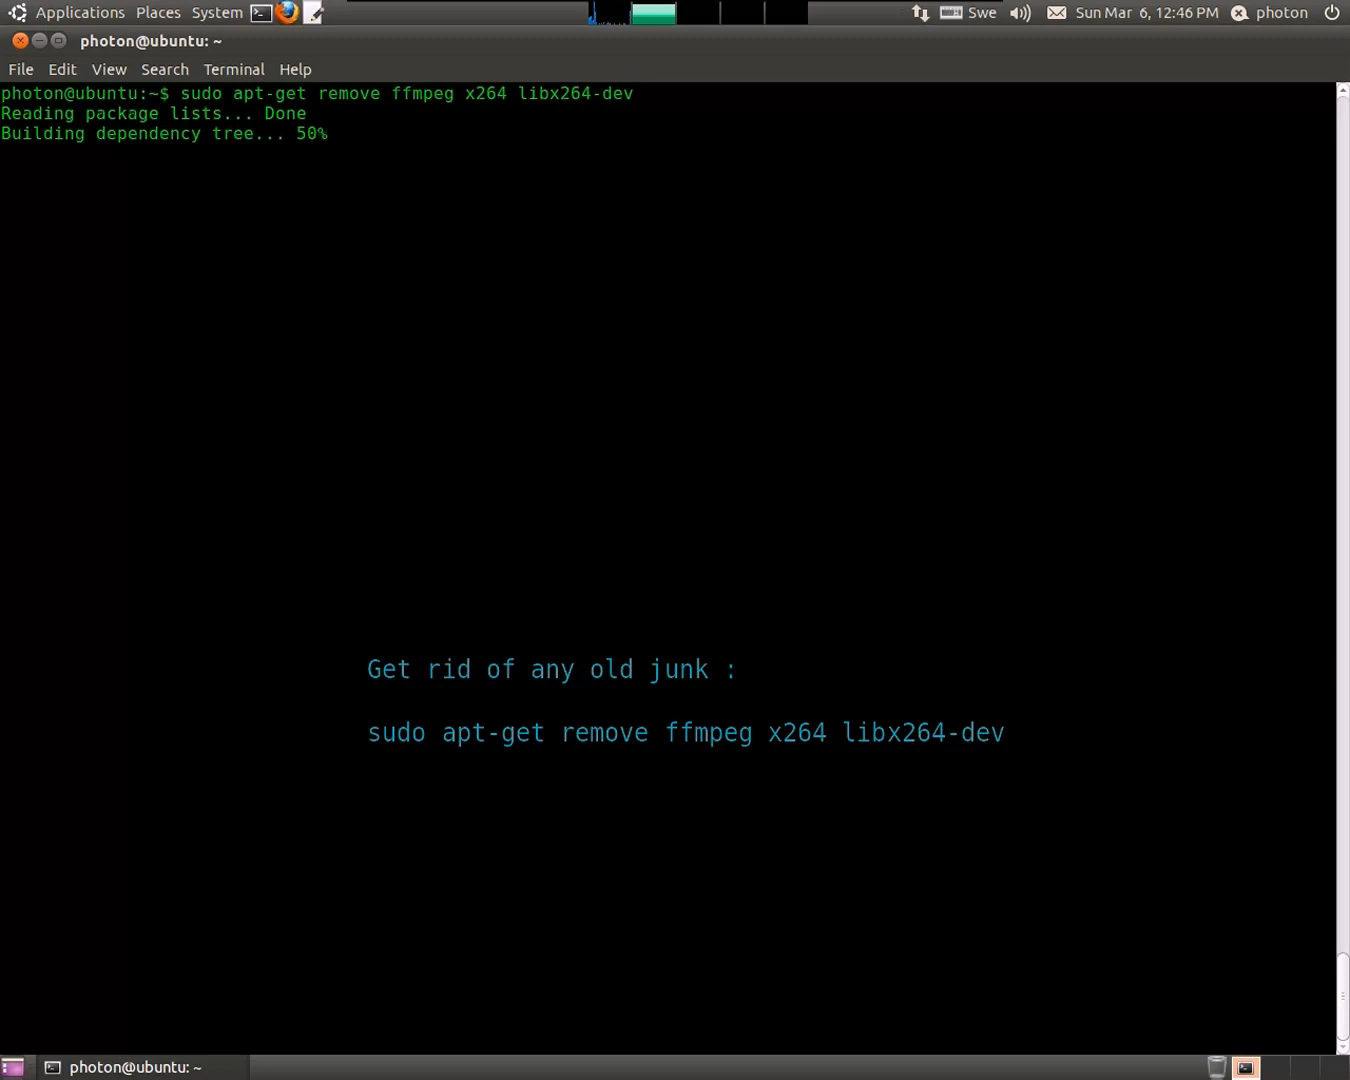 Applications Places System Swe Sun Mar 6, 12:46 PM photon
photon@ubuntu: ~
File Edit View Search Terminal Help
photon@ubuntu:~$ sudo apt-get remove ffmpeg x264 libx264-dev
Reading package lists... Done
Building dependency tree... 50%
Get rid of any old junk :
sudo apt-get remove ffmpeg x264 libx264-dev
photon@ubuntu: ~